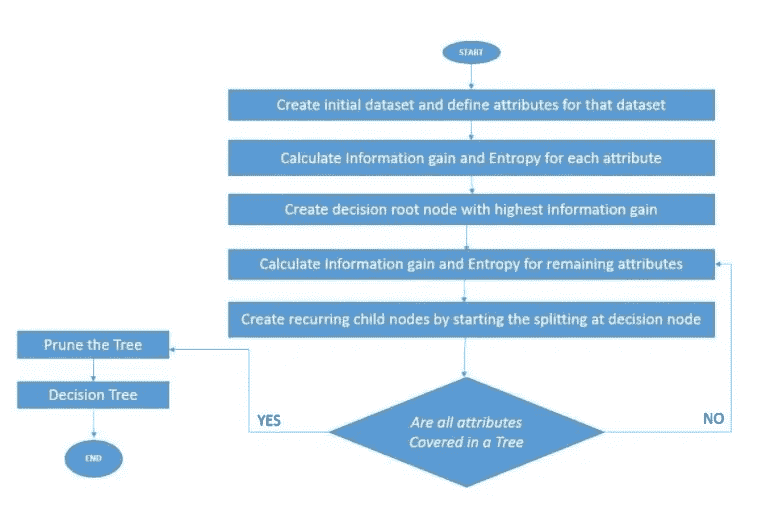 START
Create initial dataset and define attributes for that dataset
Calculate Information gain and Entropy for each attribute
Create decision root node with highest Information gain
Calculate Information gain and Entropy for remaining attributes
Create recurring child nodes by starting the splitting at decision node
Are all attributes
Covered in a Tree
YES
NO
Prune the Tree
Decision Tree
END